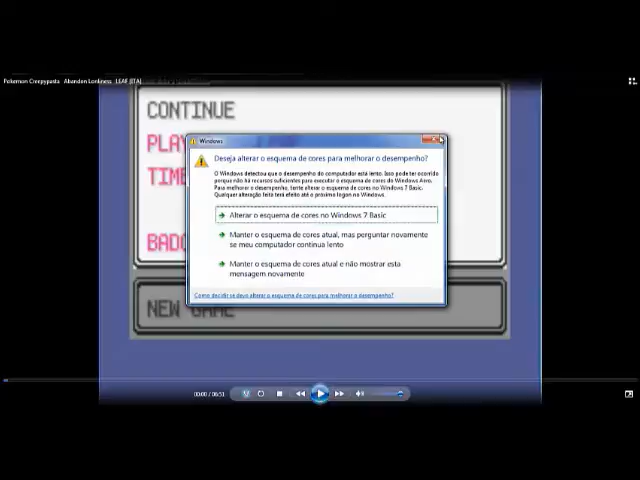 Pokemon Creepypasta Abandon Lonliness LEAF [ITA]
CONTINUE
PLAY
TIME
BADG
NEW GAME
Windows
Deseja alterar o esquema de cores para melhorar o desempenho?
O Windows detectou que o desempenho do computador está lento. Isso pode ter ocorrido
porque não há recursos suficientes para executar o esquema de cores do Windows Aero.
Para melhorar o desempenho, tente alterar o esquema de cores no Windows 7 Basic.
Qualquer alteração feita terá efeito até o próximo logon no Windows.
Alterar o esquema de cores no Windows 7 Basic
Manter o esquema de cores atual, mas perguntar novamente
se meu computador continua lento
Manter o esquema de cores atual e não mostrar esta
mensagem novamente
Como decidir se devo alterar o esquema de cores para melhorar o desempenho?
00:00 / 06:51